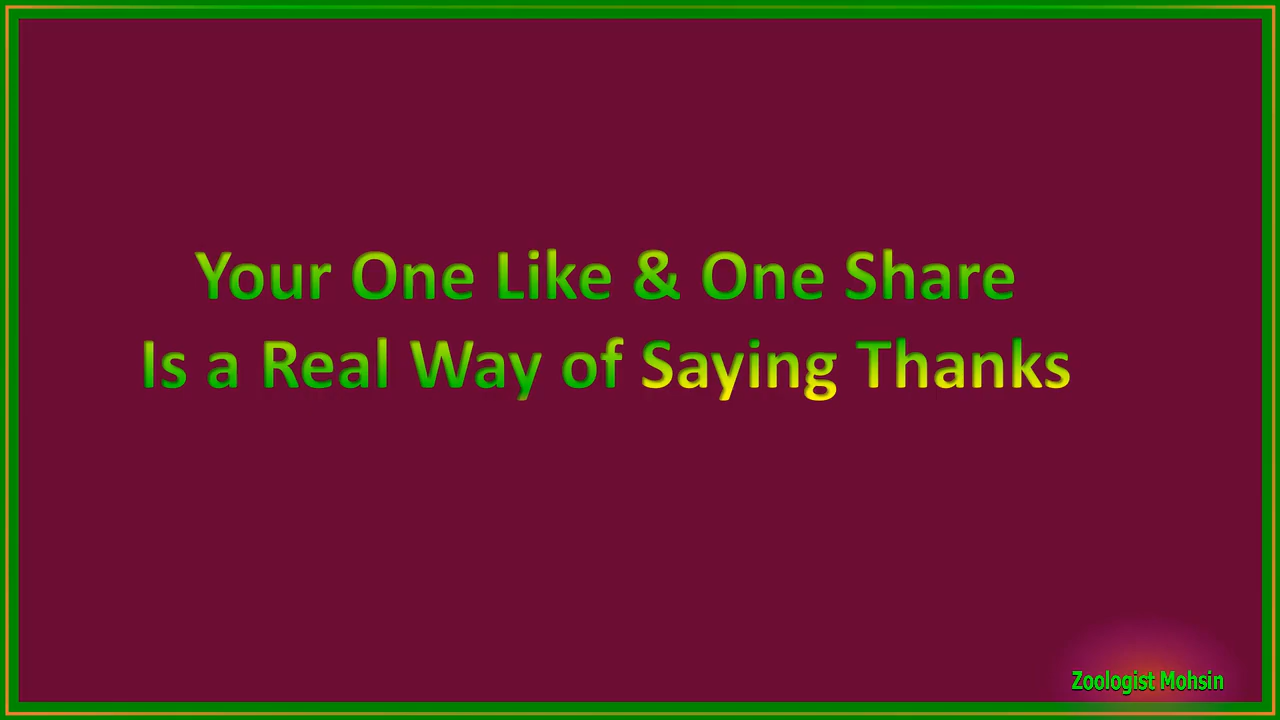 Your One Like & One Share
Is a Real Way of Saying Thanks
Zoologist Mohsin